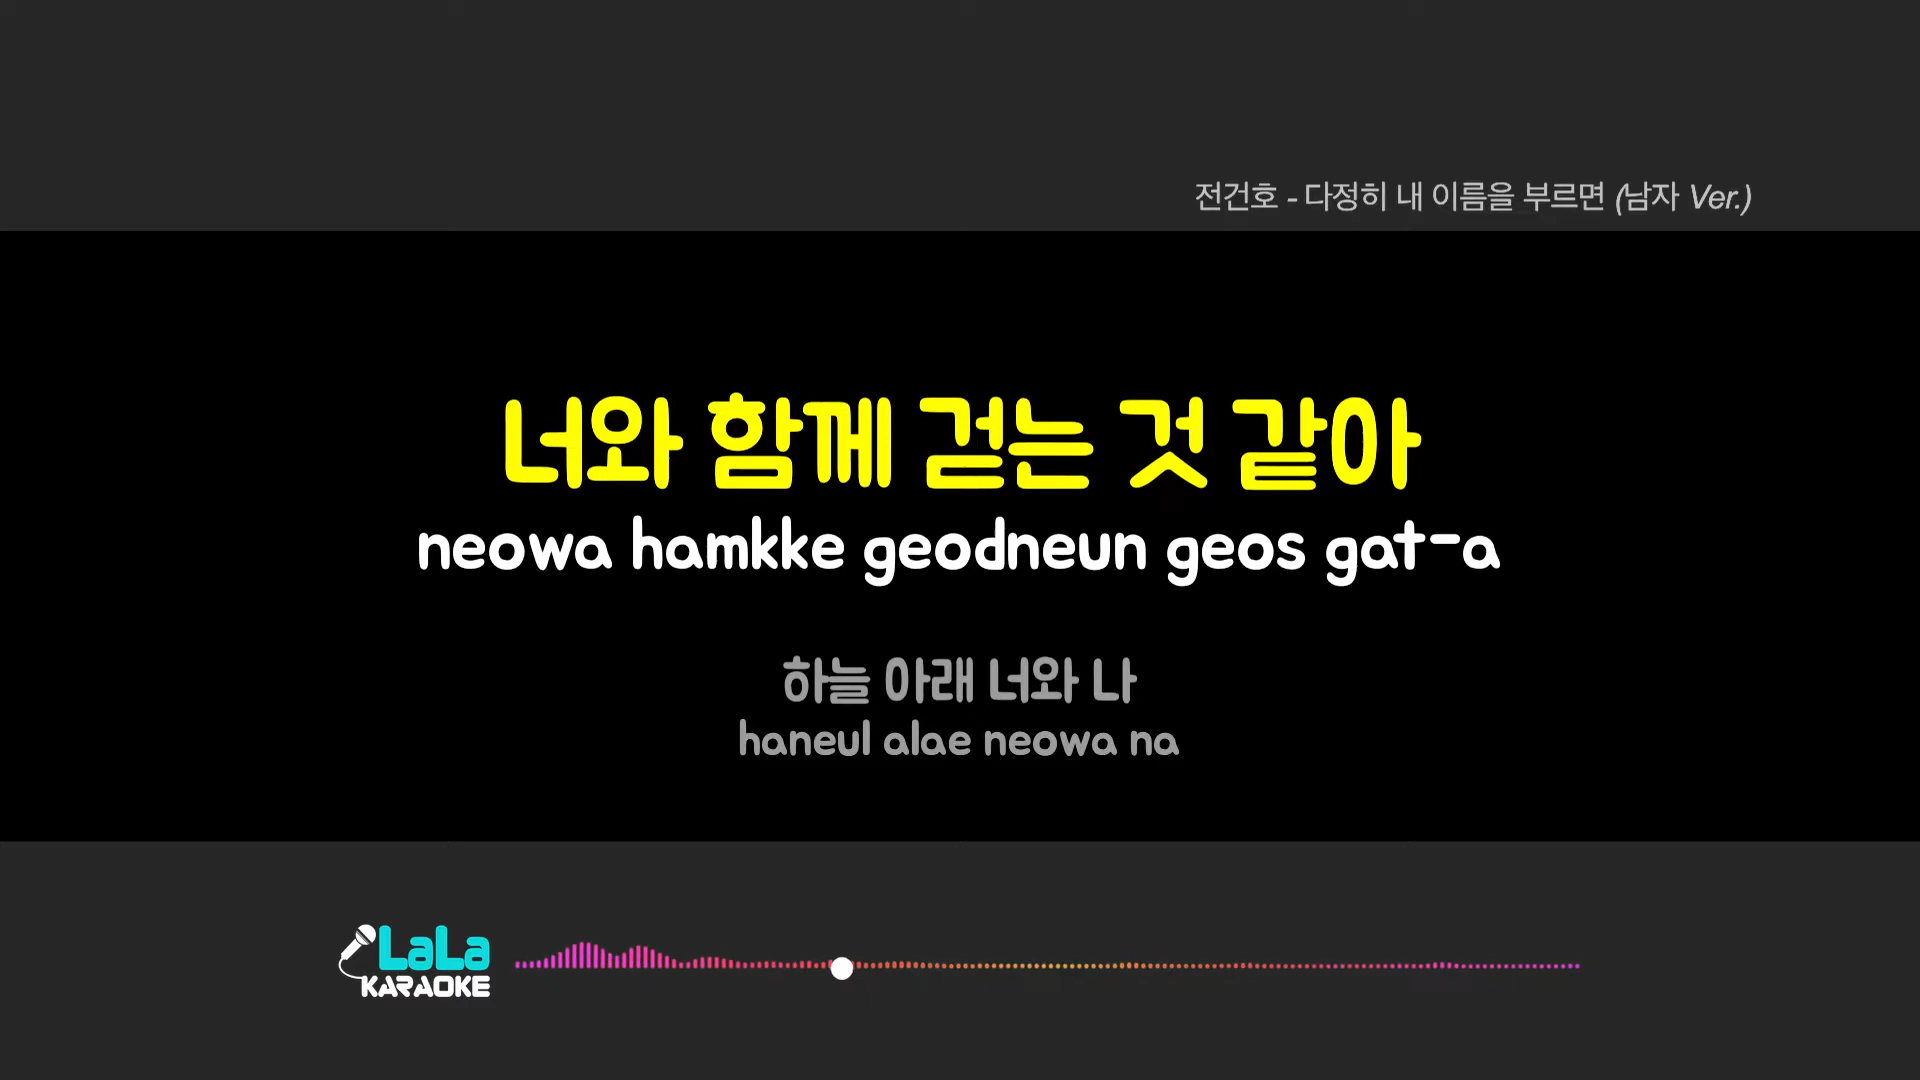 전건호 - 다정히 내 이름을 부르면 (남자 Ver.)
너와 함께 걷는 것 같아
neowa hamkke geodneun geos gat-a
하늘 아래 너와 나
haneul alae neowa na
LaLa
KARAOKE